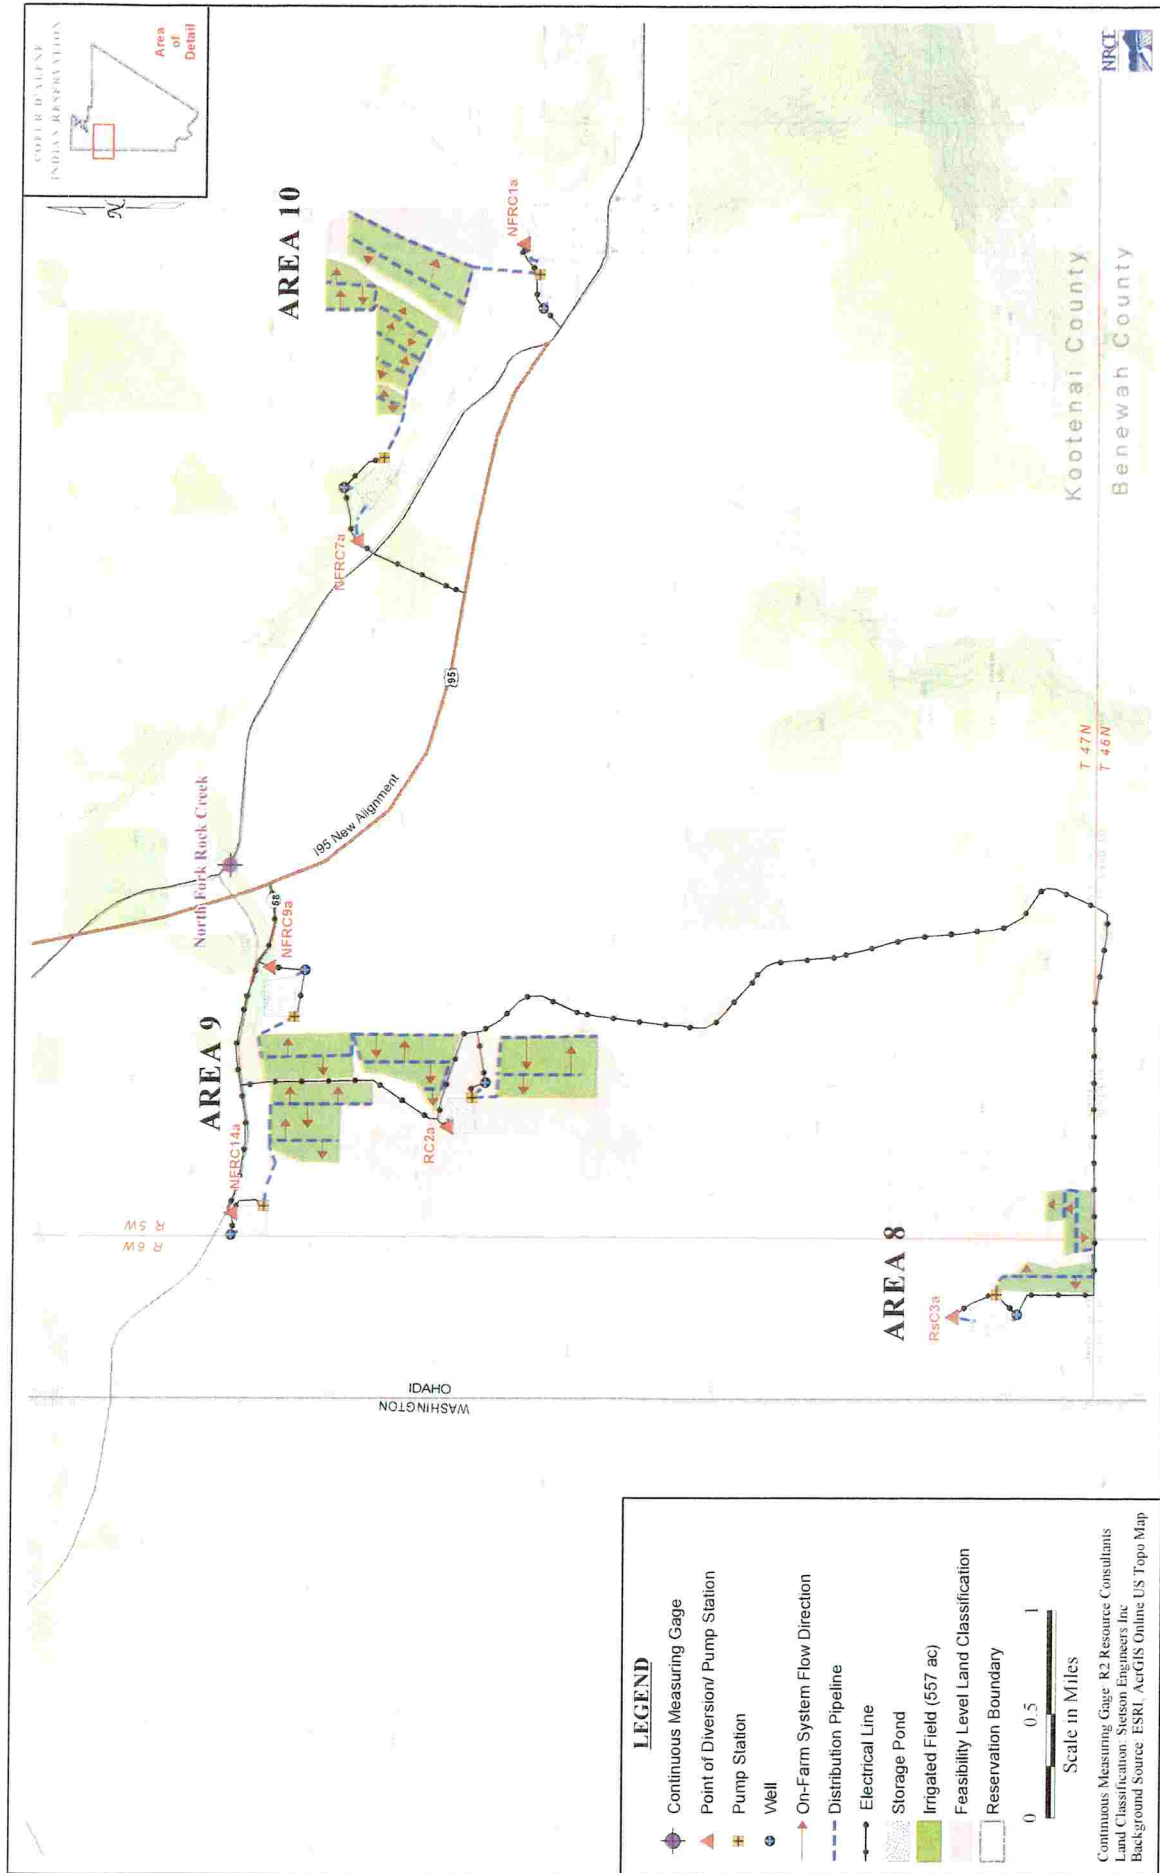 COEUR D'ALENE
INDIAN RESERVATION
Area
of
Detail
N
AREA 10
NFRC1a
NFRC7a
North Fork Rock Creek
195
I95 New Alignment
58
NFRC9a
AREA 9
NFRC14a
RC2a
R 5W
R 6W
Kootenai County
Benewah County
T 47N
T 46N
AREA 8
RsC3a
IDAHO
WASHINGTON
NRCE
LEGEND
Continuous Measuring Gage
Point of Diversion/ Pump Station
Pump Station
Well
On-Farm System Flow Direction
Distribution Pipeline
Electrical Line
Storage Pond
Irrigated Field (557 ac)
Feasibility Level Land Classification
Reservation Boundary
0 0.5 1
Scale in Miles
Continuous Measuring Gage: R2 Resource Consultants
Land Classification: Stetson Engineers Inc
Background Source: ESRI, AcrGIS Online US Topo Map